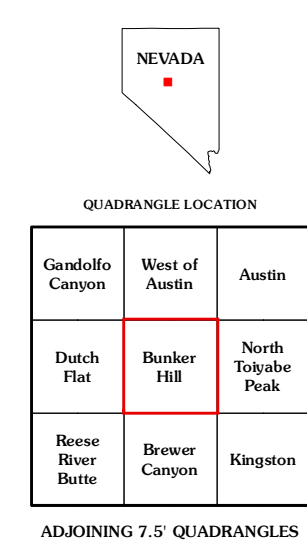 NEVADA
QUADRANGLE LOCATION
Gandolfo
Canyon
West of
Austin
Austin
Dutch
Flat
Bunker
Hill
North
Toiyabe
Peak
Reese
River
Butte
Brewer
Canyon
Kingston
ADJOINING 7.5' QUADRANGLES